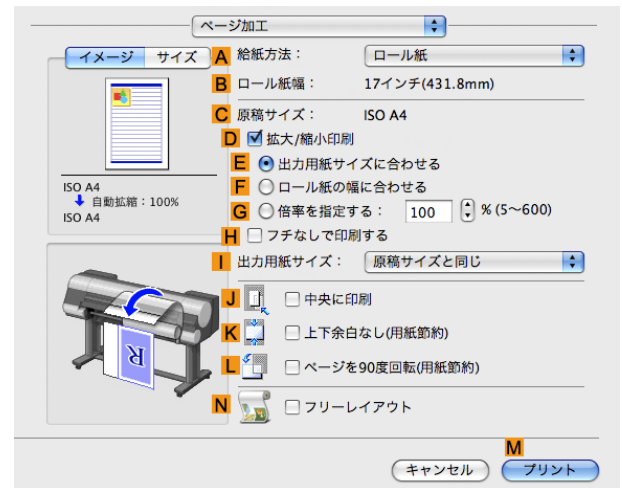 ページ加工
イメージ サイズ
A 給紙方法： ロール紙
B ロール紙幅： 17インチ(431.8mm)
C 原稿サイズ： ISO A4
D 拡大/縮小印刷
E 出力用紙サイズに合わせる
F ロール紙の幅に合わせる
G 倍率を指定する： 100 % (5～600)
H フチなしで印刷する
I 出力用紙サイズ： 原稿サイズと同じ
ISO A4
自動拡縮：100%
ISO A4
J 中央に印刷
K 上下余白なし(用紙節約)
L ページを90度回転(用紙節約)
N フリーレイアウト
R
M
キャンセル プリント